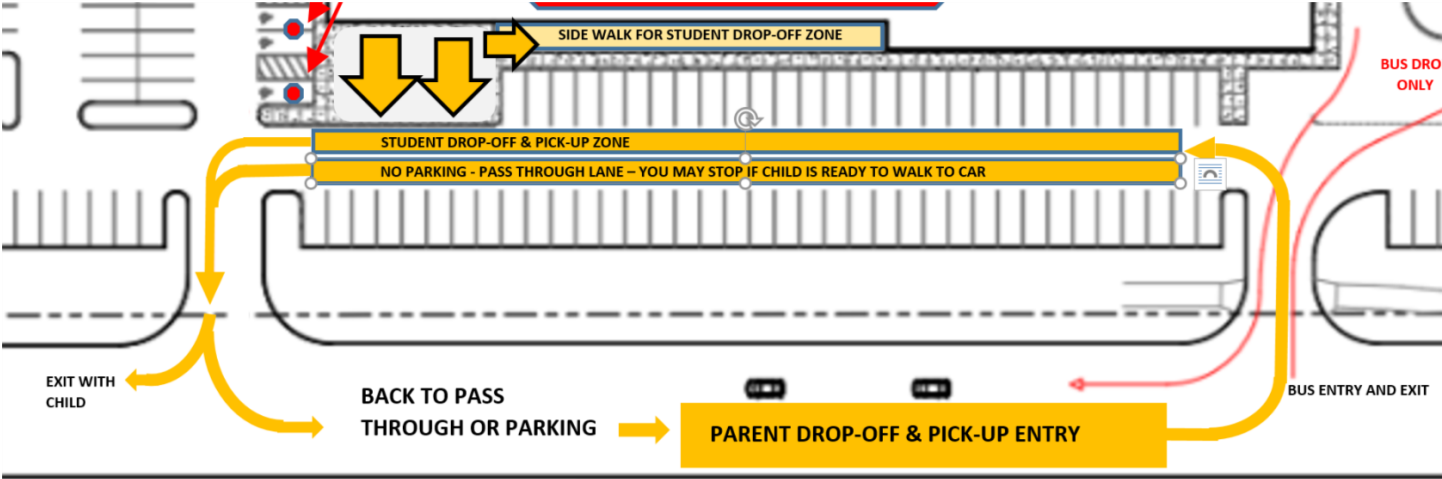 SIDE WALK FOR STUDENT DROP-OFF ZONE
BUS DRO
ONLY
STUDENT DROP-OFF & PICK-UP ZONE
NO PARKING - PASS THROUGH LANE – YOU MAY STOP IF CHILD IS READY TO WALK TO CAR
EXIT WITH
CHILD
BACK TO PASS
THROUGH OR PARKING
PARENT DROP-OFF & PICK-UP ENTRY
BUS ENTRY AND EXIT